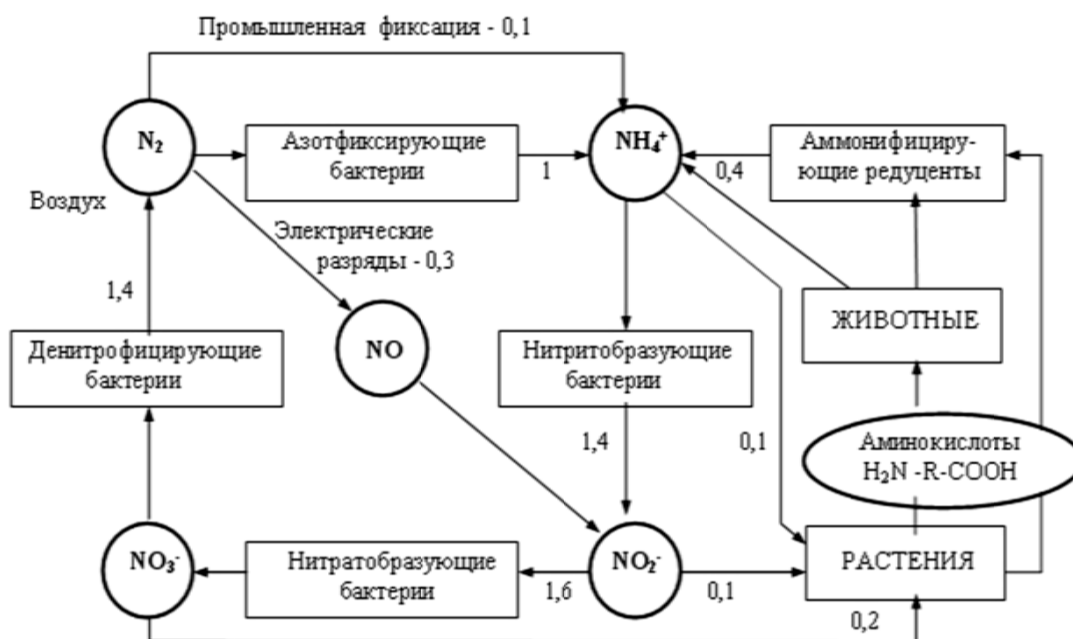 Промышленная фиксация - 0,1
N₂
Азотфиксирующие
бактерии
1
NH₄⁺
0,4
Аммонифициру-
ющие редуценты
Воздух
Электрические
разряды - 0,3
1,4
ЖИВОТНЫЕ
Денитрофицирующие
бактерии
NO
Нитритобразующие
бактерии
1,4
0,1
Аминокислоты
H₂N -R-COOH
NO₃⁻
Нитратобразующие
бактерии
1,6
NO₂⁻
0,1
РАСТЕНИЯ
0,2